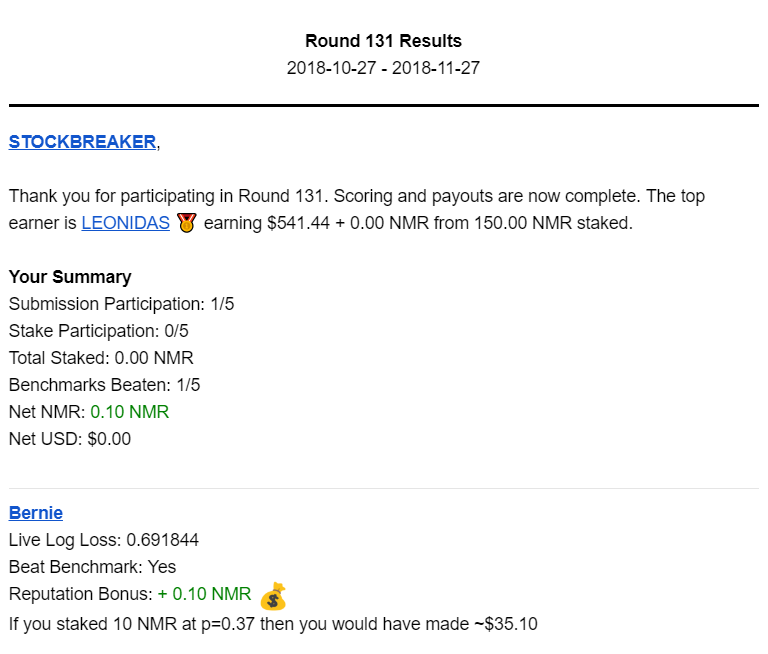 Round 131 Results
2018-10-27 - 2018-11-27
STOCKBREAKER,
Thank you for participating in Round 131. Scoring and payouts are now complete. The top
earner is LEONIDAS 🏅 earning $541.44 + 0.00 NMR from 150.00 NMR staked.
Your Summary
Submission Participation: 1/5
Stake Participation: 0/5
Total Staked: 0.00 NMR
Benchmarks Beaten: 1/5
Net NMR: 0.10 NMR
Net USD: $0.00
Bernie
Live Log Loss: 0.691844
Beat Benchmark: Yes
Reputation Bonus: + 0.10 NMR 💰
If you staked 10 NMR at p=0.37 then you would have made ~$35.10